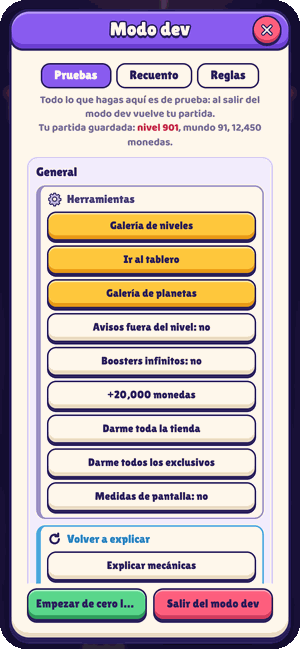 Modo dev
Pruebas
Recuento
Reglas
Todo lo que hagas aquí es de prueba: al salir del
modo dev vuelve tu partida.
Tu partida guardada: nivel 901, mundo 91, 12,450
monedas.
General
Herramientas
Galería de niveles
Ir al tablero
Galería de planetas
Avisos fuera del nivel: no
Boosters infinitos: no
+20,000 monedas
Darme toda la tienda
Darme todos los exclusivos
Medidas de pantalla: no
Volver a explicar
Explicar mecánicas
Empezar de cero l...
Salir del modo dev